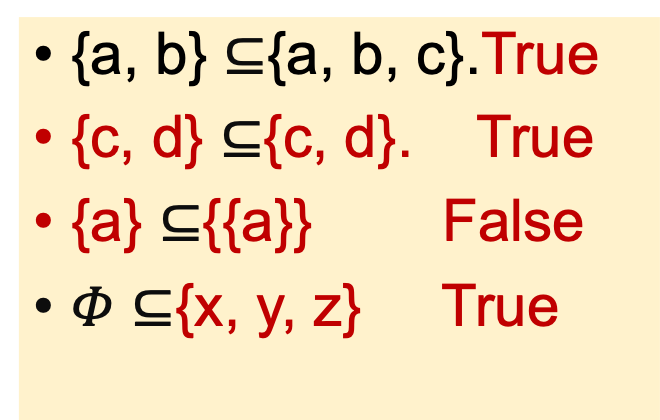 • {a, b} ⊆{a, b, c}.True
• {c, d} ⊆{c, d}. True
• {a} ⊆{{a}} False
• Φ ⊆{x, y, z} True